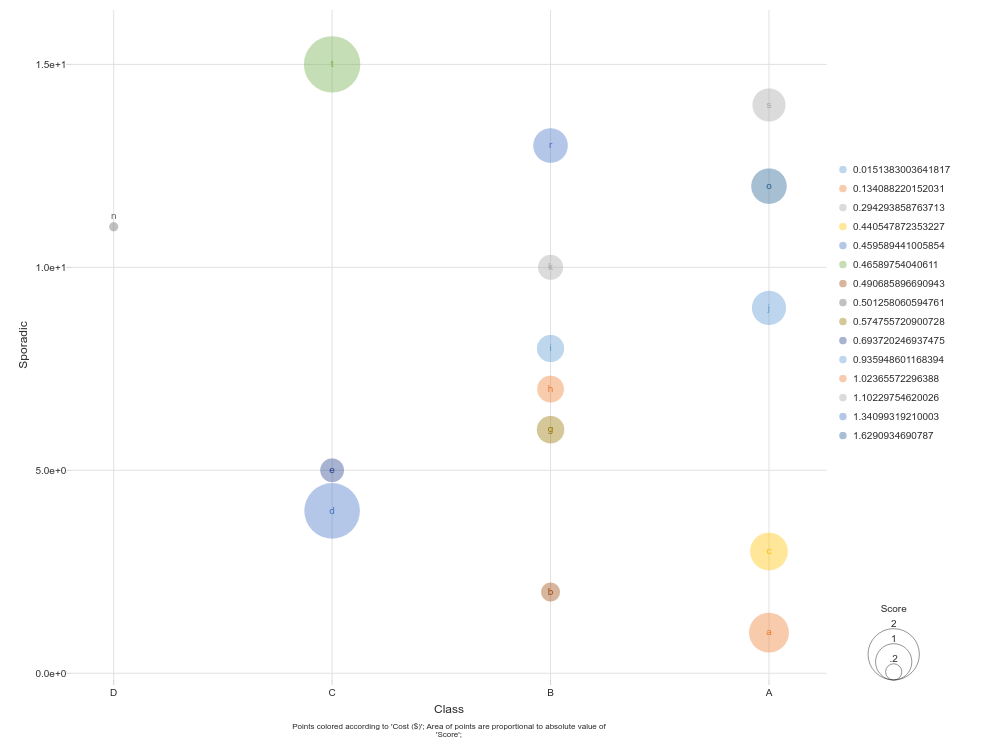 t
s
1.5e+1
r
0.0151383003641817
o
0.134088220152031
0.294293858763713
n
0.440547872353227
0.459589441005854
k
1.0e+1
0.46589754040611
0.490685896690943
j
0.501258060594761
0.574755720900728
Sporadic
i
0.693720246937475
0.935948601168394
h
1.02365572296388
1.10229754620026
g
1.34099319210003
1.6290934690787
e
5.0e+0
d
c
b
Score
2
a
1
.2
0.0e+0
D C B A
Class
Points colored according to 'Cost ($)'; Area of points are proportional to absolute value of
'Score';